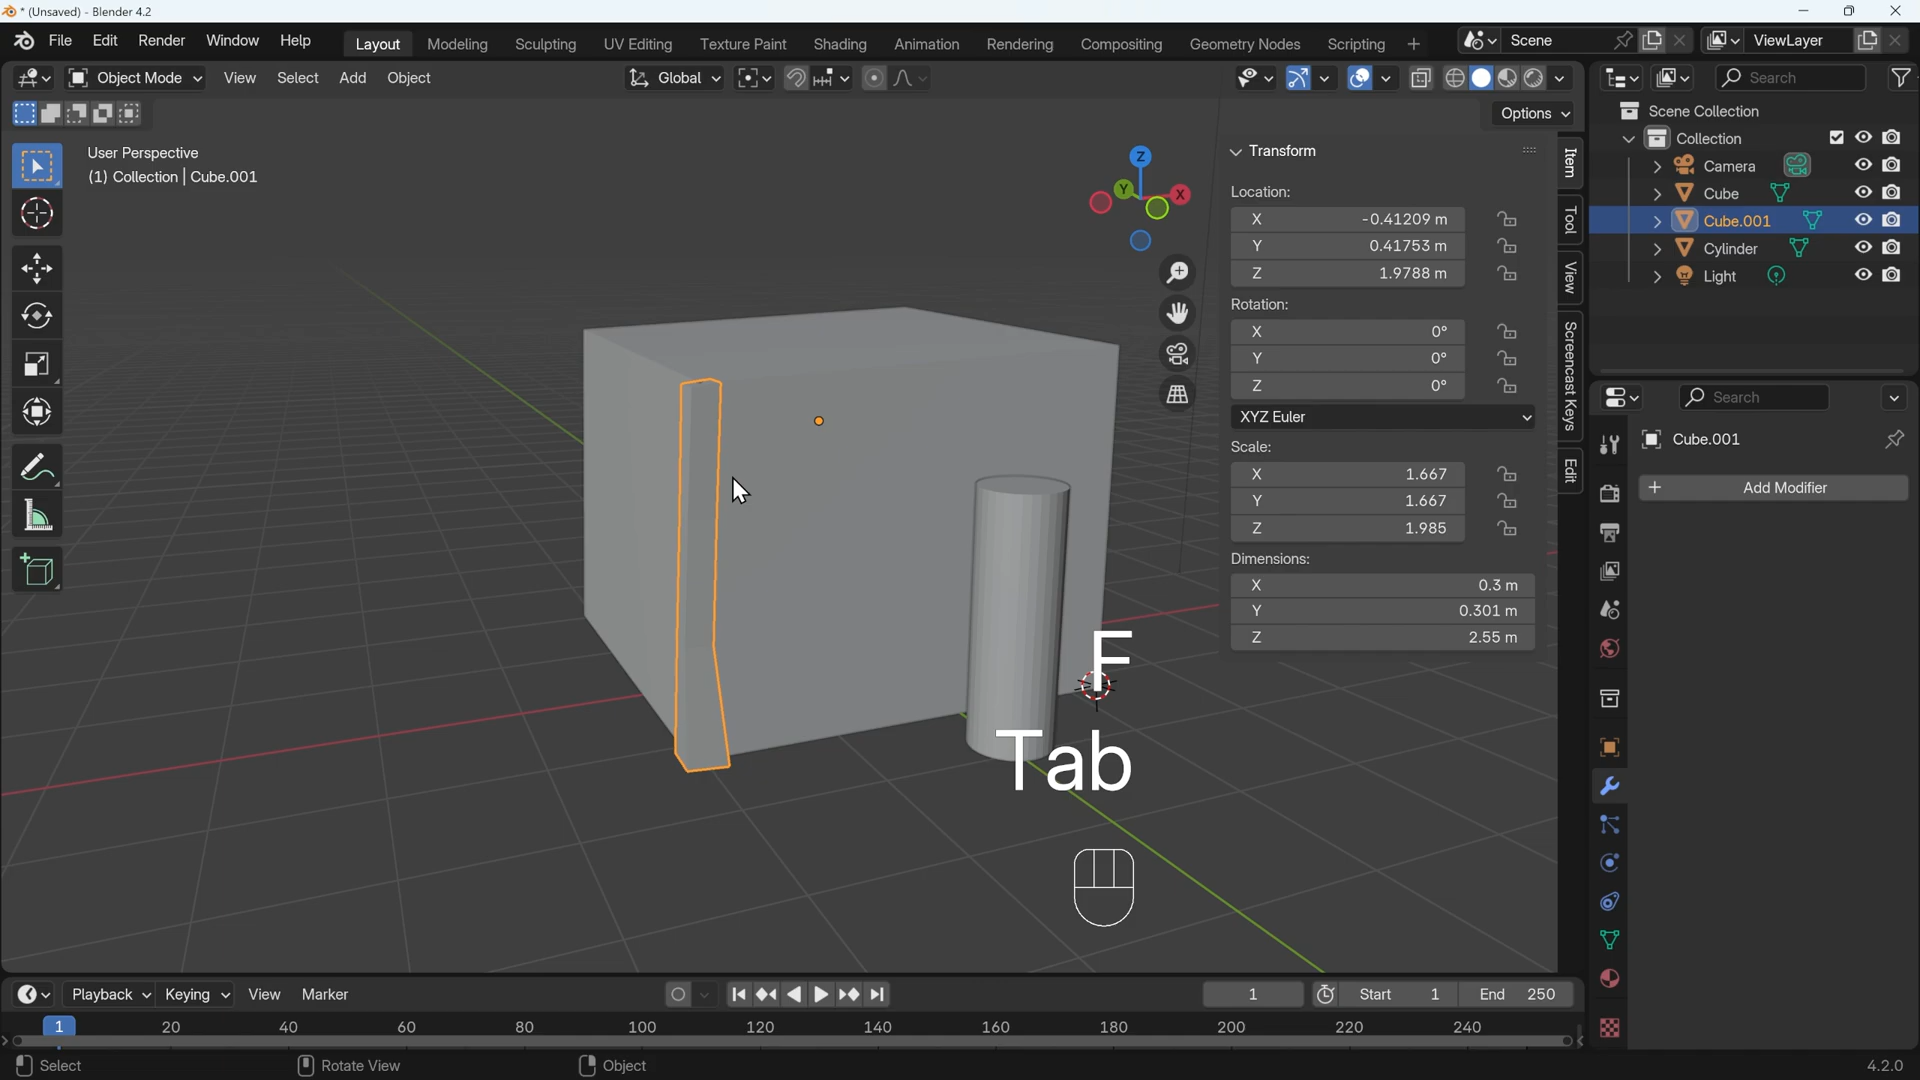 * (Unsaved) - Blender 4.2
File Edit Render Window Help
Layout Modeling Sculpting UV Editing Texture Paint Shading Animation Rendering Compositing Geometry Nodes Scripting +
Scene
ViewLayer
Object Mode View Select Add Object
Global
Search
Options
User Perspective
(1) Collection | Cube.001
Z
Y
X
Transform
Location:
X -0.41209 m
Y 0.41753 m
Z 1.9788 m
Rotation:
X 0°
Y 0°
Z 0°
XYZ Euler
Scale:
X 1.667
Y 1.667
Z 1.985
Dimensions:
X 0.3 m
Y 0.301 m
Z 2.55 m
Item
Tool
View
Screencast Keys
Edit
Scene Collection
Collection
Camera
Cube
Cube.001
Cylinder
Light
Search
Cube.001
+ Add Modifier
F
Tab
Playback Keying View Marker
1
Start 1
End 250
1 20 40 60 80 100 120 140 160 180 200 220 240
Select
Rotate View
Object
4.2.0